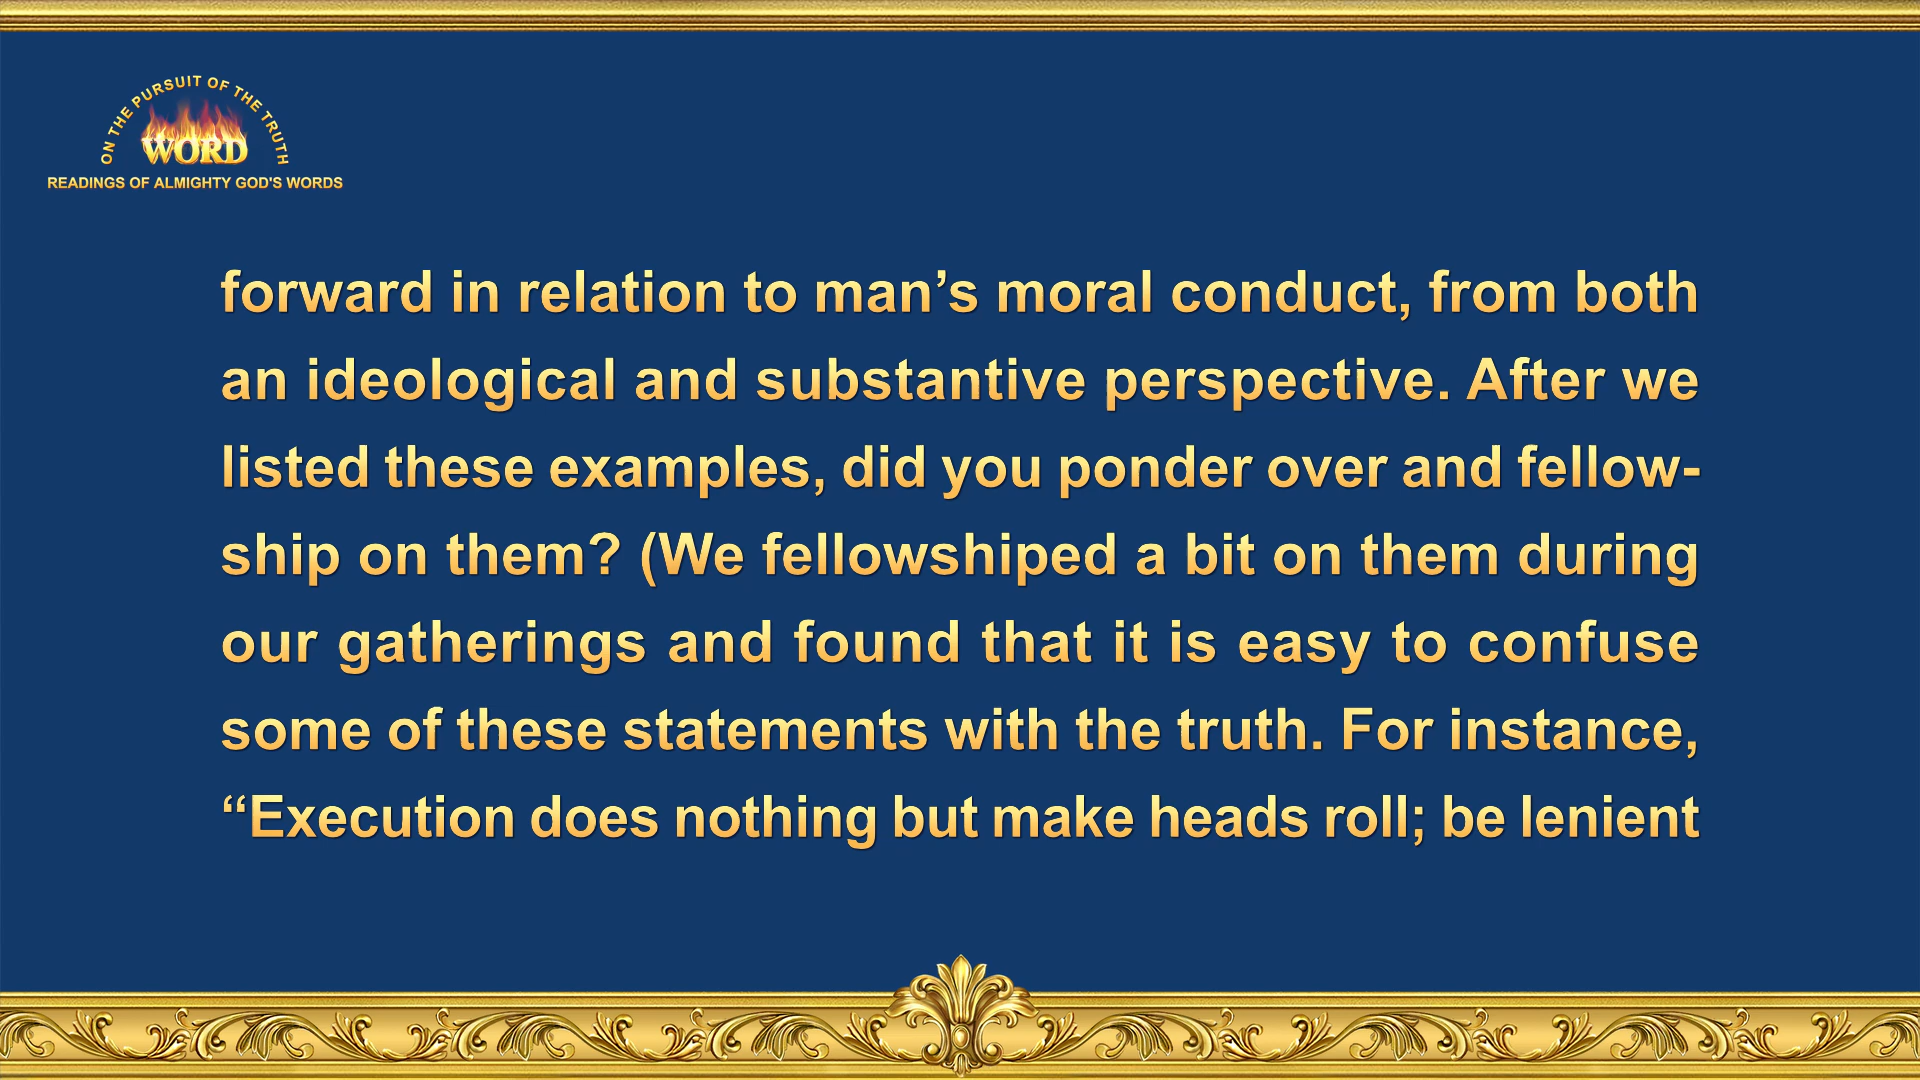 ON THE PURSUIT OF THE TRUTH
WORD
READINGS OF ALMIGHTY GOD'S WORDS
forward in relation to man’s moral conduct, from both
an ideological and substantive perspective. After we
listed these examples, did you ponder over and fellow-
ship on them? (We fellowshiped a bit on them during
our gatherings and found that it is easy to confuse
some of these statements with the truth. For instance,
“Execution does nothing but make heads roll; be lenient